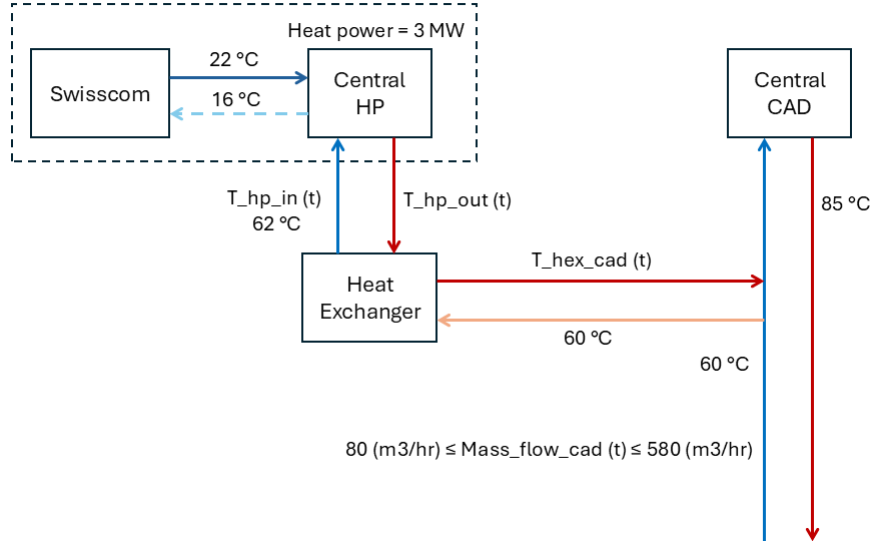 Heat power = 3 MW
Swisscom
22 °C
16 °C
Central
HP
Central
CAD
T_hp_in (t)
62 °C
T_hp_out (t)
85 °C
Heat
Exchanger
T_hex_cad (t)
60 °C
60 °C
80 (m3/hr) ≤ Mass_flow_cad (t) ≤ 580 (m3/hr)